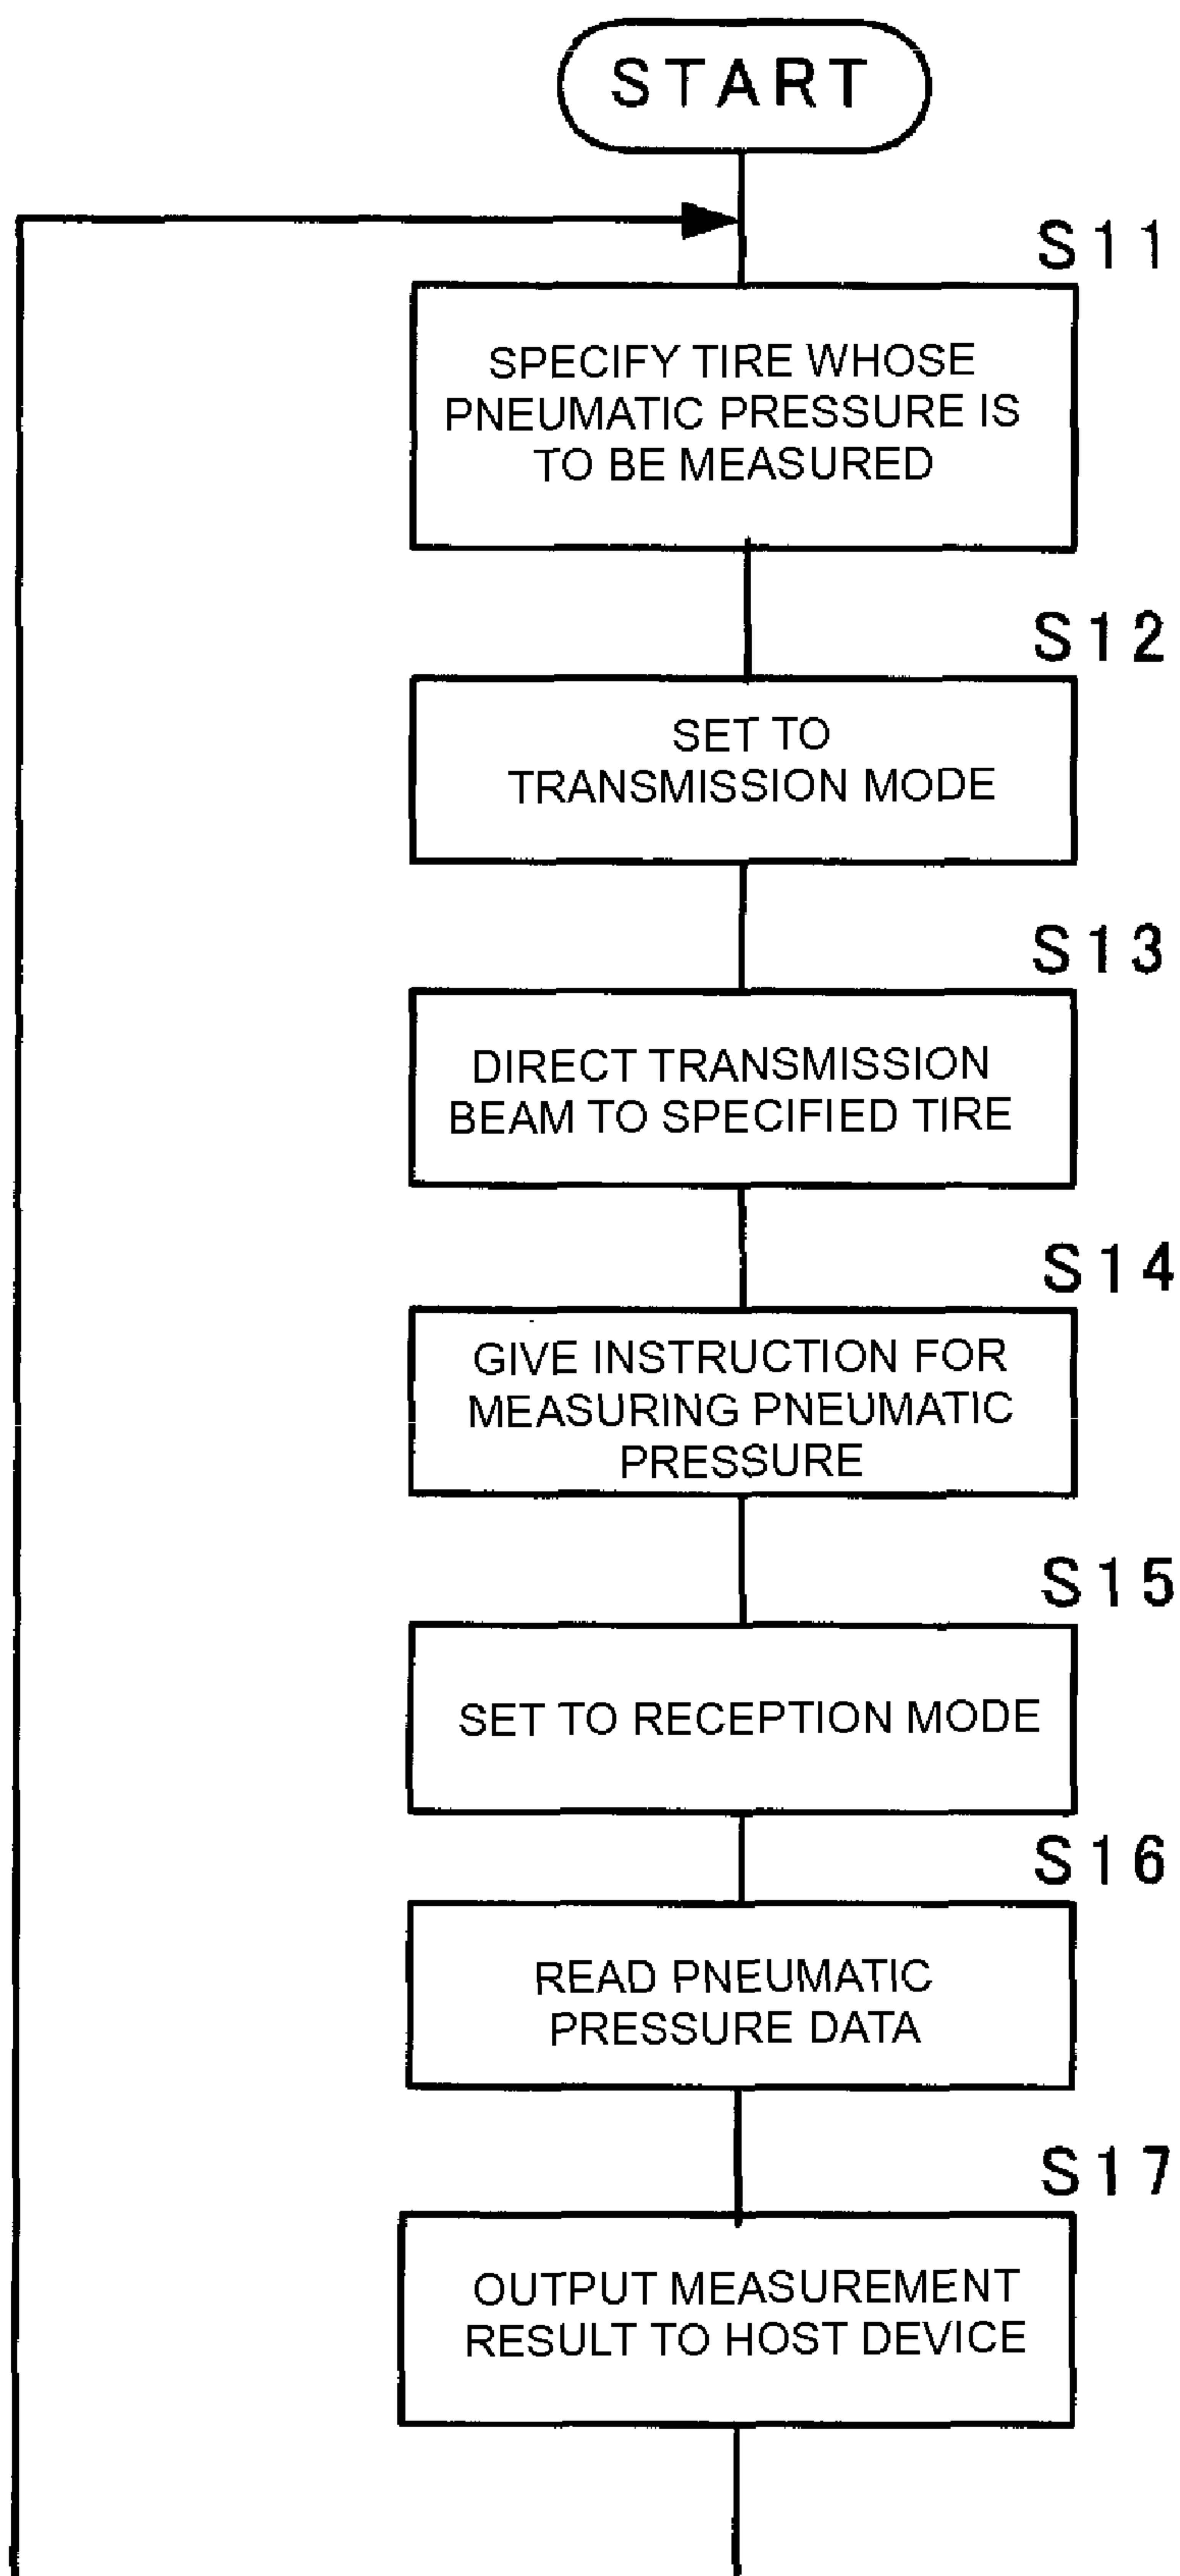 START
S11
SPECIFY TIRE WHOSE
PNEUMATIC PRESSURE IS
TO BE MEASURED
S12
SET TO
TRANSMISSION MODE
S13
DIRECT TRANSMISSION
BEAM TO SPECIFIED TIRE
S14
GIVE INSTRUCTION FOR
MEASURING PNEUMATIC
PRESSURE
S15
SET TO RECEPTION MODE
S16
READ PNEUMATIC
PRESSURE DATA
S17
OUTPUT MEASUREMENT
RESULT TO HOST DEVICE